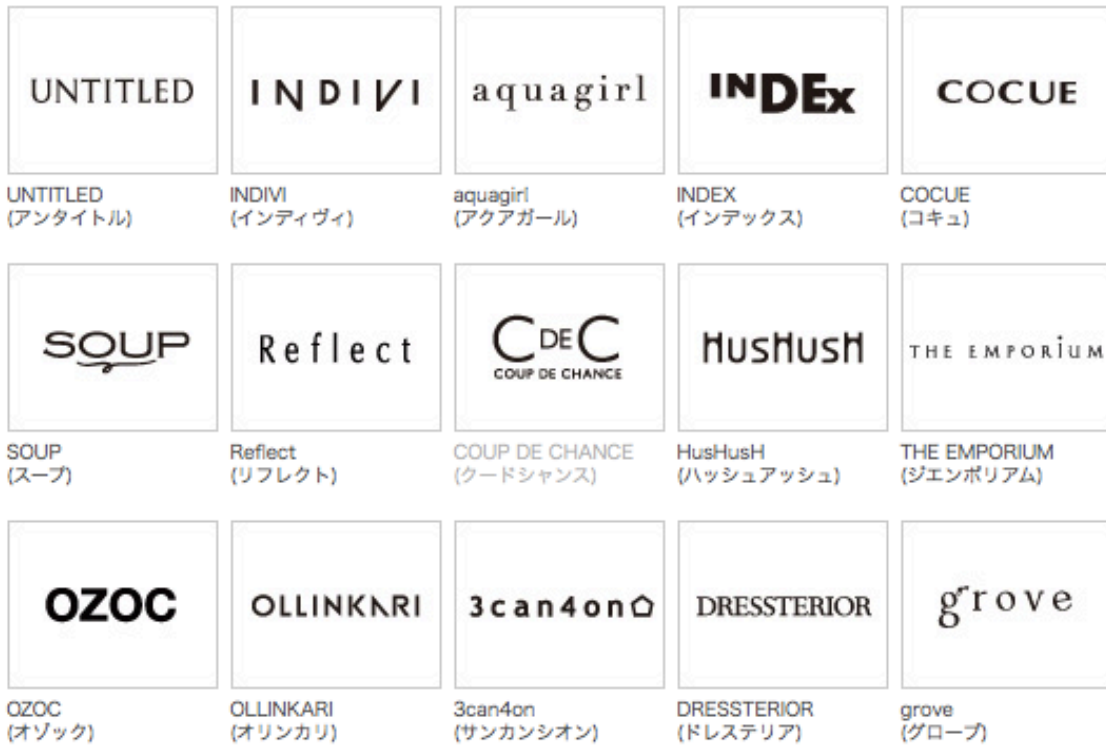 UNTITLED
INDIVI
aquagirl
INDEX
COCUE
UNTITLED
(アンタイトル)
INDIVI
(インディヴィ)
aquagirl
(アクアガール)
INDEX
(インデックス)
COCUE
(コキュ)
SOUP
Reflect
C DE C
COUP DE CHANCE
HusHusH
THE EMPORiUM
SOUP
(スープ)
Reflect
(リフレクト)
COUP DE CHANCE
(クードシャンス)
HusHusH
(ハッシュアッシュ)
THE EMPORIUM
(ジエンポリアム)
OZOC
OLLINKARI
3can4on
DRESSTERIOR
grove
OZOC
(オゾック)
OLLINKARI
(オリンカリ)
3can4on
(サンカンシオン)
DRESSTERIOR
(ドレステリア)
grove
(グローブ)